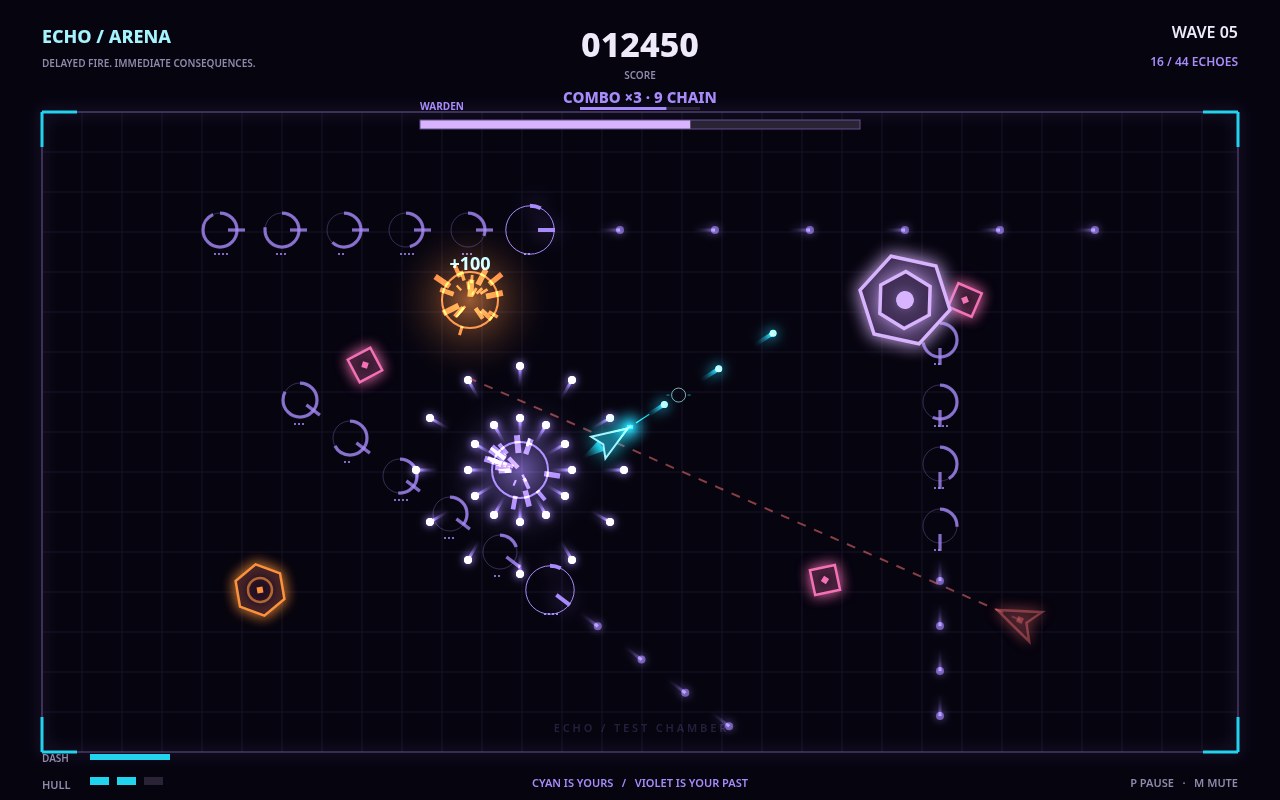 ECHO / ARENA
DELAYED FIRE. IMMEDIATE CONSEQUENCES.
012450
SCORE
COMBO ×3 · 9 CHAIN
WAVE 05
16 / 44 ECHOES
WARDEN
+100
ECHO / TEST CHAMBER
DASH
HULL
CYAN IS YOURS / VIOLET IS YOUR PAST
P PAUSE · M MUTE